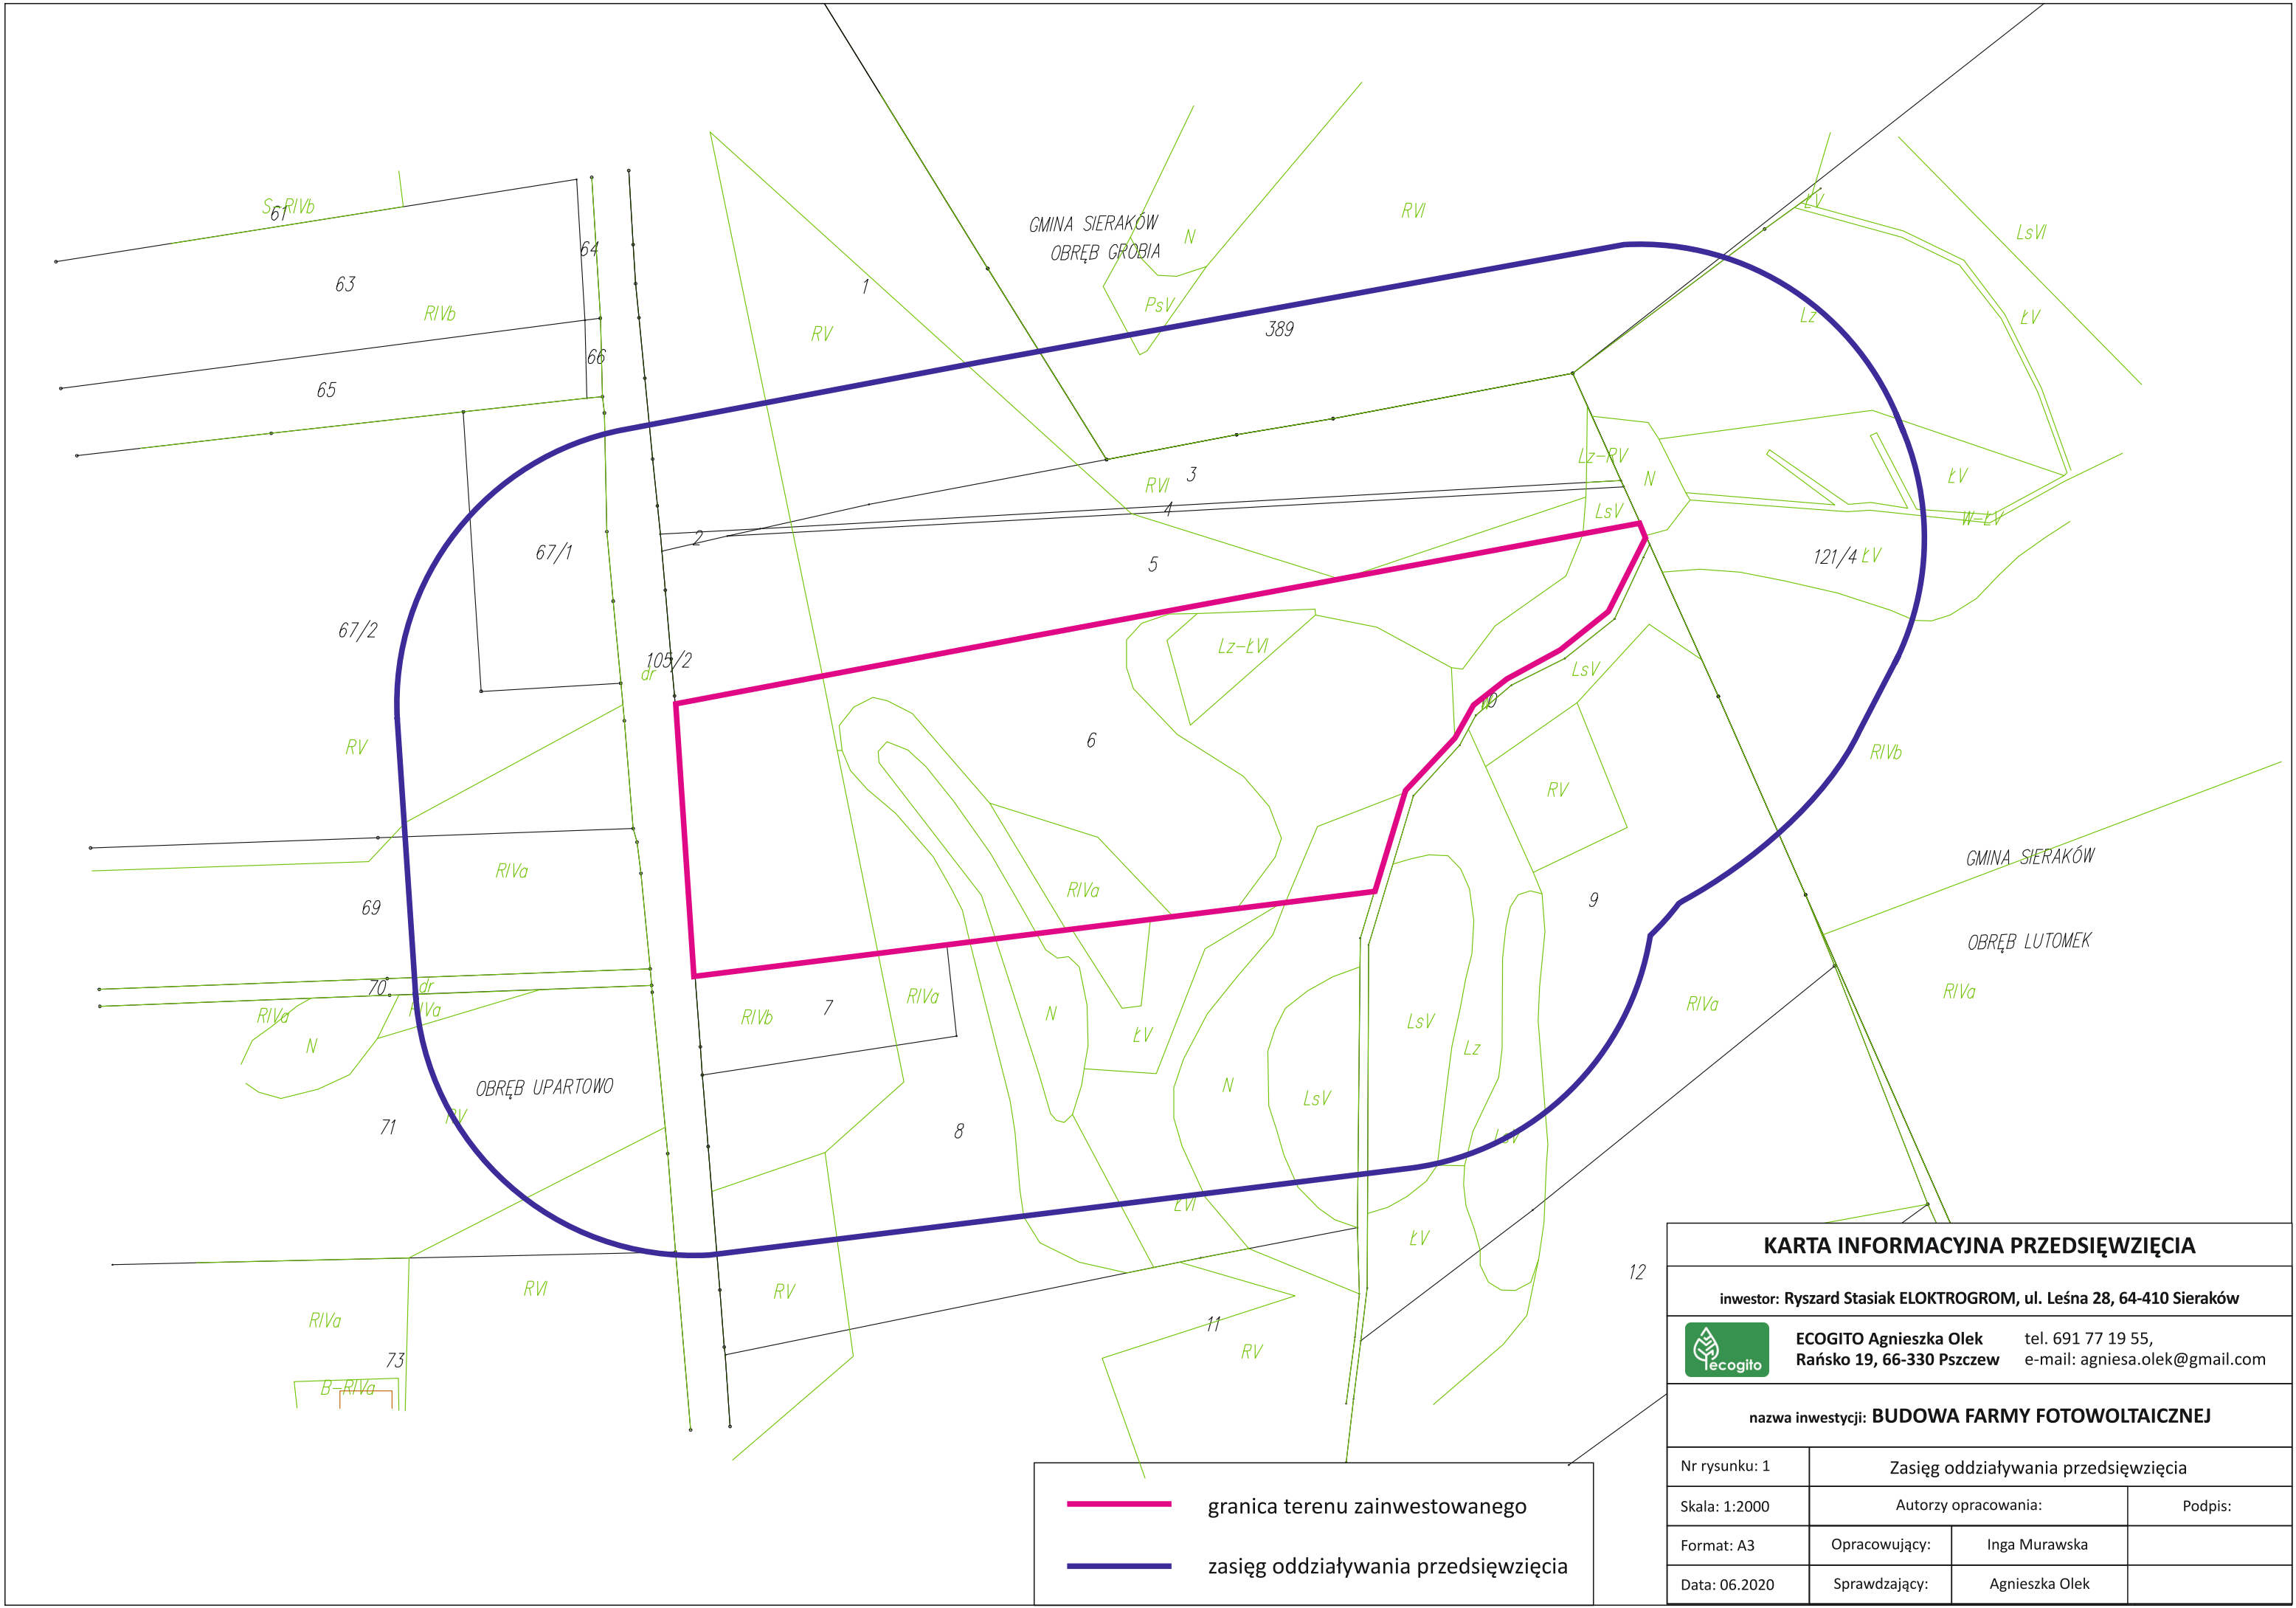 S-RIVb
61
64
63
RIVb
66
65
1
RV
GMINA SIERAKÓW
OBRĘB GROBIA
N
PsV
RVI
389
ŁV
LsVI
Lz
ŁV
3
RVI
4
2
5
Lz-RV
N
LsV
ŁV
W-ŁV
121/4 ŁV
67/1
67/2
105/2
dr
Lz-ŁVI
LsV
10
6
RV
RIVb
RV
RIVa
RIVa
69
9
GMINA SIERAKÓW
OBRĘB LUTOMEK
70
dr
RIVa
RIVa
N
RIVb
7
RIVa
N
ŁV
LsV
Lz
RIVa
RIVa
OBRĘB UPARTOWO
RV
71
8
N
LsV
LsV
ŁVI
ŁV
RVI
RV
12
RIVa
11
RV
73
B-RIVa
granica terenu zainwestowanego
zasięg oddziaływania przedsięwzięcia
KARTA INFORMACYJNA PRZEDSIĘWZIĘCIA
inwestor: Ryszard Stasiak ELOKTROGROM, ul. Leśna 28, 64-410 Sieraków
ecogito
ECOGITO Agnieszka Olek tel. 691 77 19 55,
Rańsko 19, 66-330 Pszczew e-mail: agniesa.olek@gmail.com
nazwa inwestycji: BUDOWA FARMY FOTOWOLTAICZNEJ
Nr rysunku: 1 Zasięg oddziaływania przedsięwzięcia
Skala: 1:2000 Autorzy opracowania: Podpis:
Format: A3 Opracowujący: Inga Murawska
Data: 06.2020 Sprawdzający: Agnieszka Olek